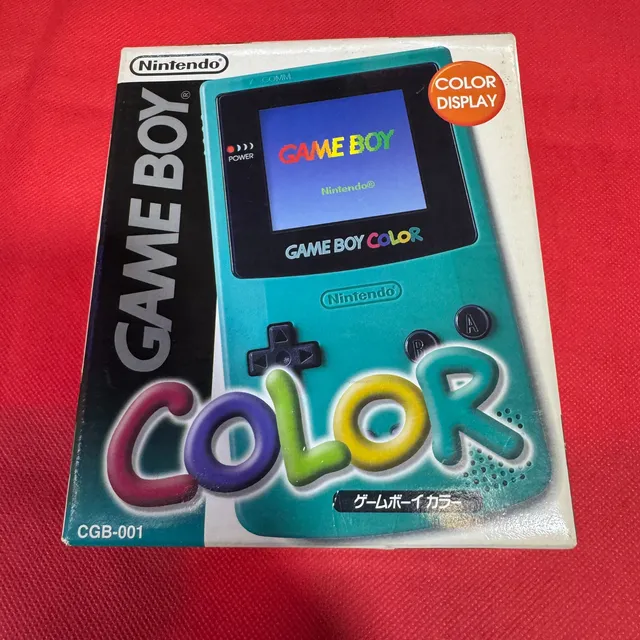 Nintendo
GAME BOY
COLOR
DISPLAY
COMM
POWER
GAME BOY
Nintendo®
GAME BOY COLOR
Nintendo
B A
COLOR
ゲームボーイカラー
CGB-001